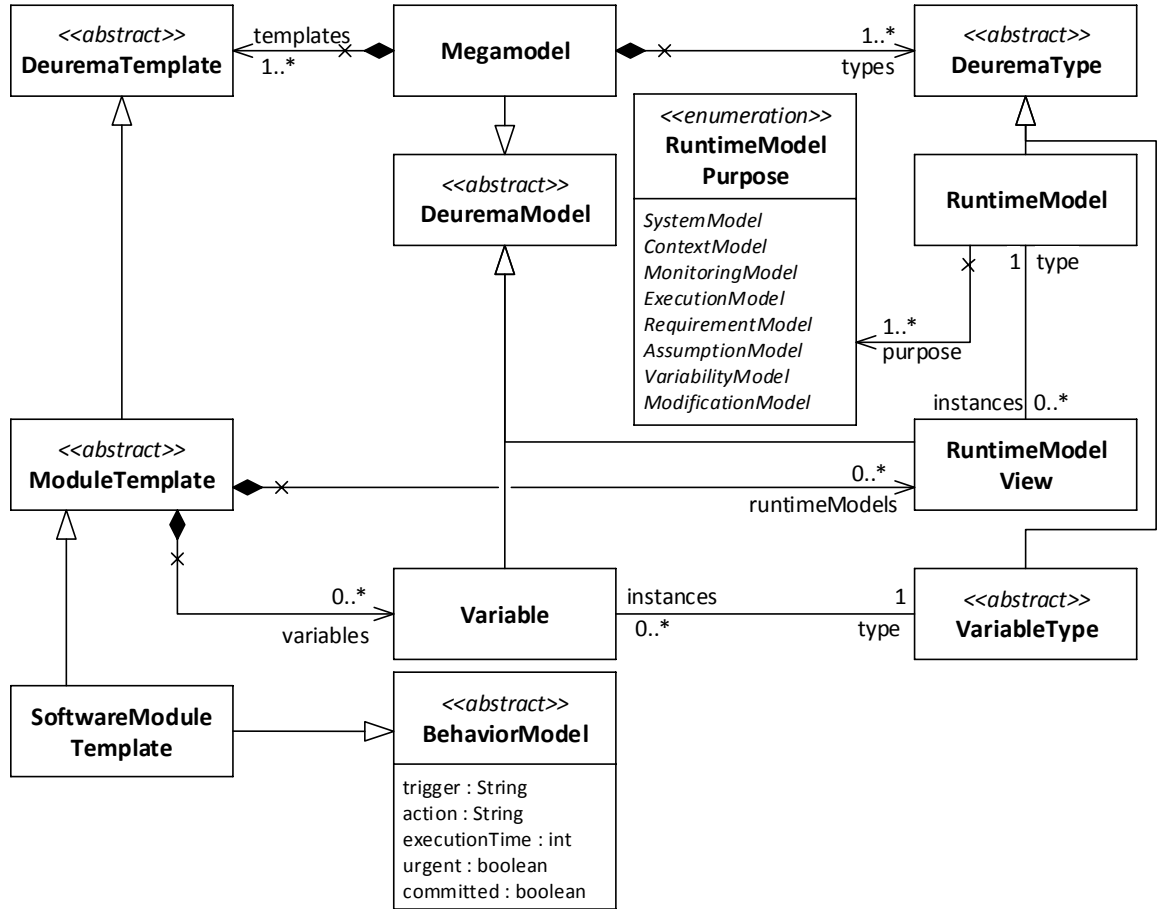 <<abstract>>
DeuremaTemplate
templates
1..*
Megamodel
1..*
types
<<abstract>>
DeuremaType
<<enumeration>>
RuntimeModel
Purpose
SystemModel
ContextModel
MonitoringModel
ExecutionModel
RequirementModel
AssumptionModel
VariabilityModel
ModificationModel
<<abstract>>
DeuremaModel
RuntimeModel
1 type
1..*
purpose
instances 0..*
<<abstract>>
ModuleTemplate
RuntimeModel
View
0..*
runtimeModels
0..*
variables
Variable
instances
0..*
1
type
<<abstract>>
VariableType
SoftwareModule
Template
<<abstract>>
BehaviorModel
trigger : String
action : String
executionTime : int
urgent : boolean
committed : boolean